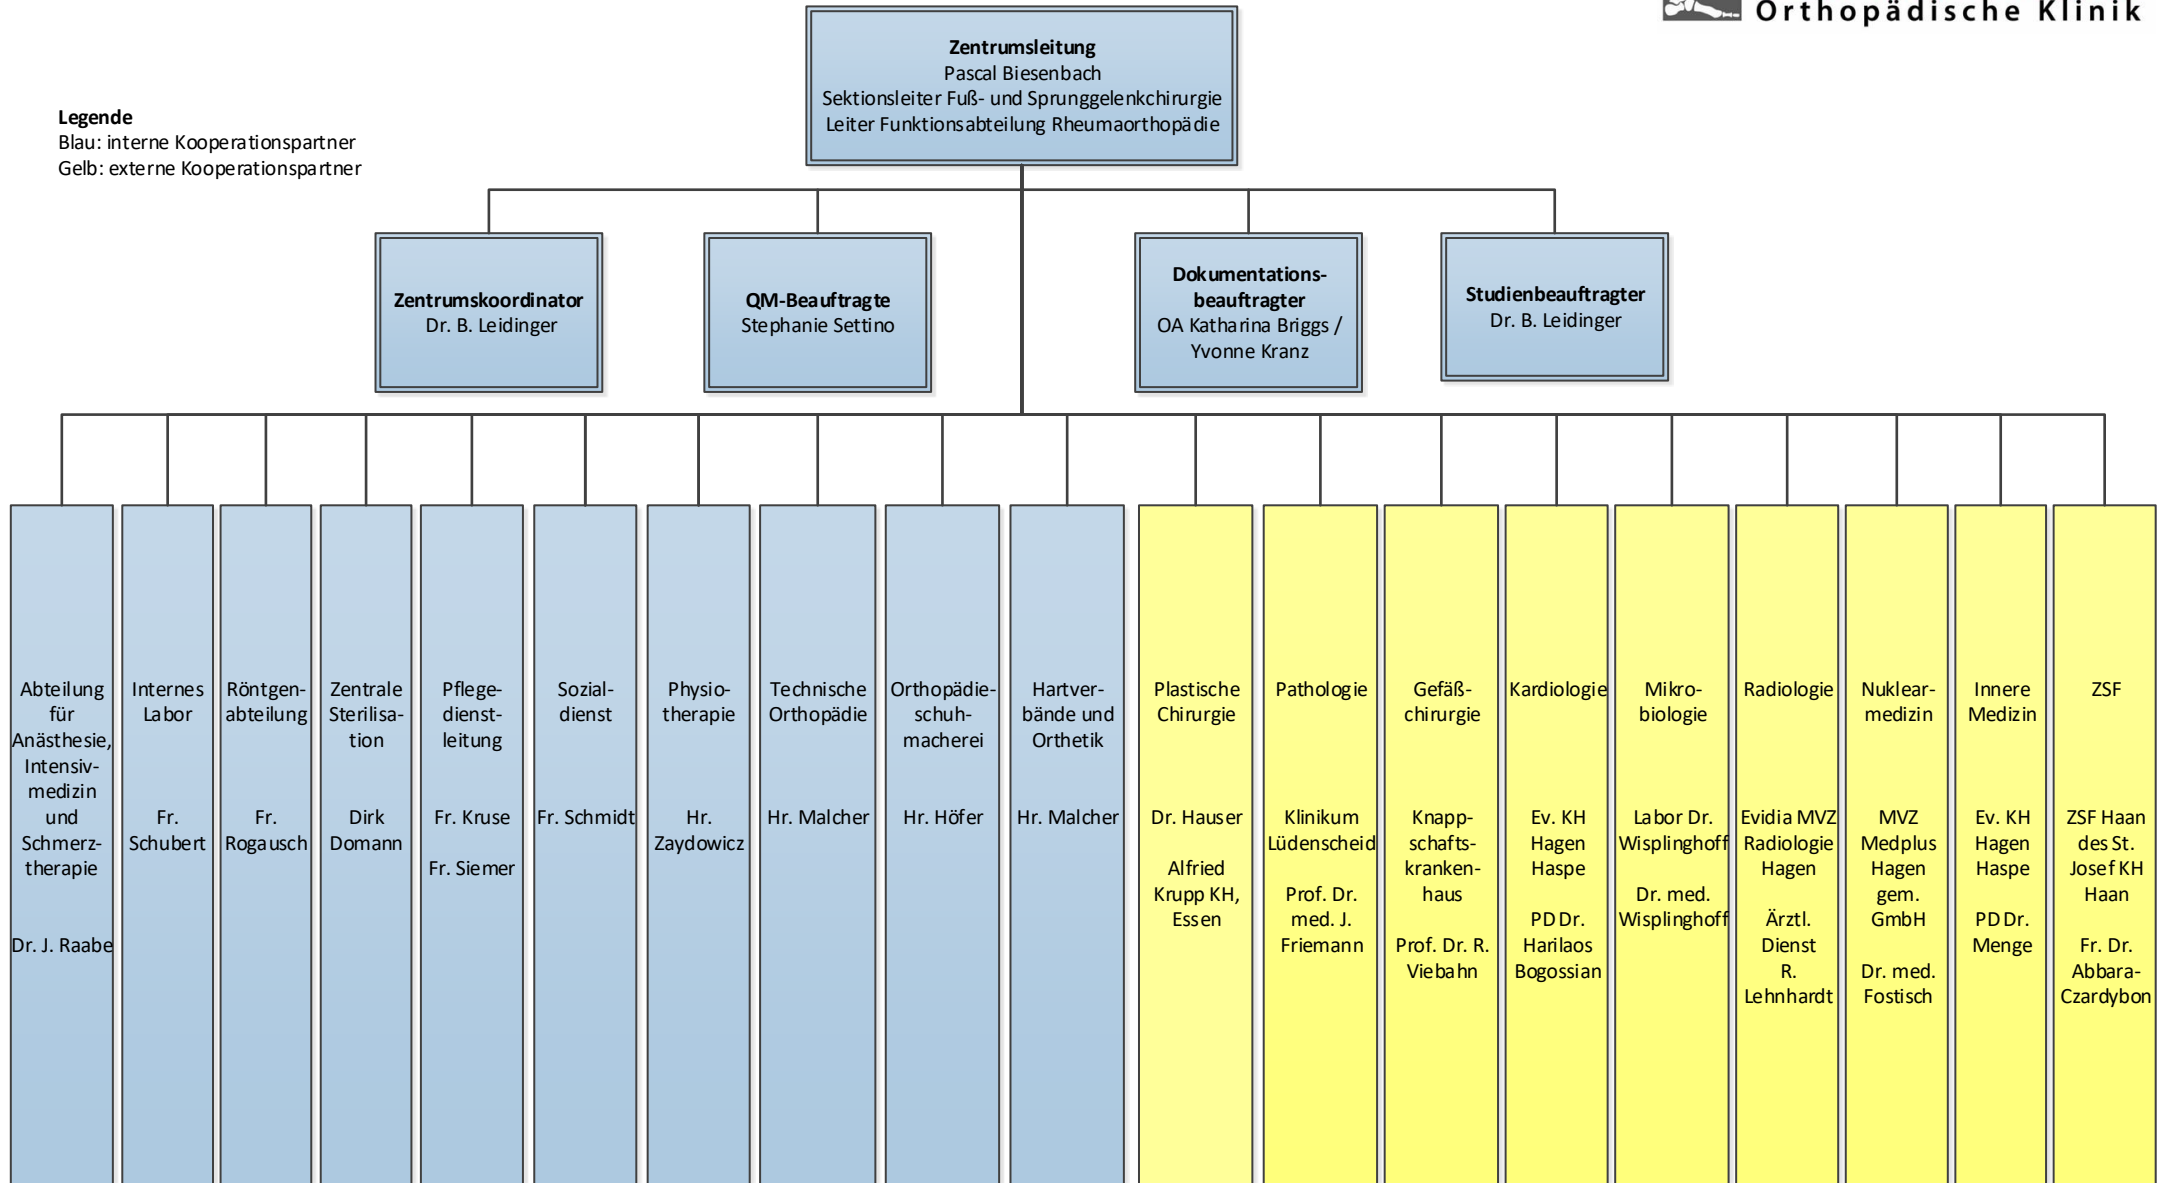 Orthopädische Klinik
Zentrumsleitung
Pascal Biesenbach
Sektionsleiter Fuß- und Sprunggelenkchirurgie
Leiter Funktionsabteilung Rheumaorthopädie
Legende
Blau: interne Kooperationspartner
Gelb: externe Kooperationspartner
Zentrumskoordinator
Dr. B. Leidinger
QM-Beauftragte
Stephanie Settino
Dokumentations-
beauftragter
OA Katharina Briggs /
Yvonne Kranz
Studienbeauftragter
Dr. B. Leidinger
Abteilung
für
Anästhesie,
Intensiv-
medizin
und
Schmerz-
therapie
Dr. J. Raabe
Internes
Labor
Fr.
Schubert
Röntgen-
abteilung
Fr.
Rogausch
Zentrale
Sterilisa-
tion
Dirk
Domann
Pflege-
dienst-
leitung
Fr. Kruse
Fr. Siemer
Sozial-
dienst
Fr. Schmidt
Physio-
therapie
Hr.
Zaydowicz
Technische
Orthopädie
Hr. Malcher
Orthopädie-
schuh-
macherei
Hr. Höfer
Hartver-
bände und
Orthetik
Hr. Malcher
Plastische
Chirurgie
Dr. Hauser
Alfried
Krupp KH,
Essen
Pathologie
Klinikum
Lüdenscheid
Prof. Dr.
med. J.
Friemann
Gefäß-
chirurgie
Knapp-
schafts-
kranken-
haus
Prof. Dr. R.
Viebahn
Kardiologie
Ev. KH
Hagen
Haspe
PD Dr.
Harilaos
Bogossian
Mikro-
biologie
Labor Dr.
Wisplinghoff
Dr. med.
Wisplinghoff
Radiologie
Evidia MVZ
Radiologie
Hagen
Ärztl.
Dienst
R.
Lehnhardt
Nuklear-
medizin
MVZ
Medplus
Hagen
gem.
GmbH
Dr. med.
Fostisch
Innere
Medizin
Ev. KH
Hagen
Haspe
PD Dr.
Menge
ZSF
ZSF Haan
des St.
Josef KH
Haan
Fr. Dr.
Abbara-
Czardybon